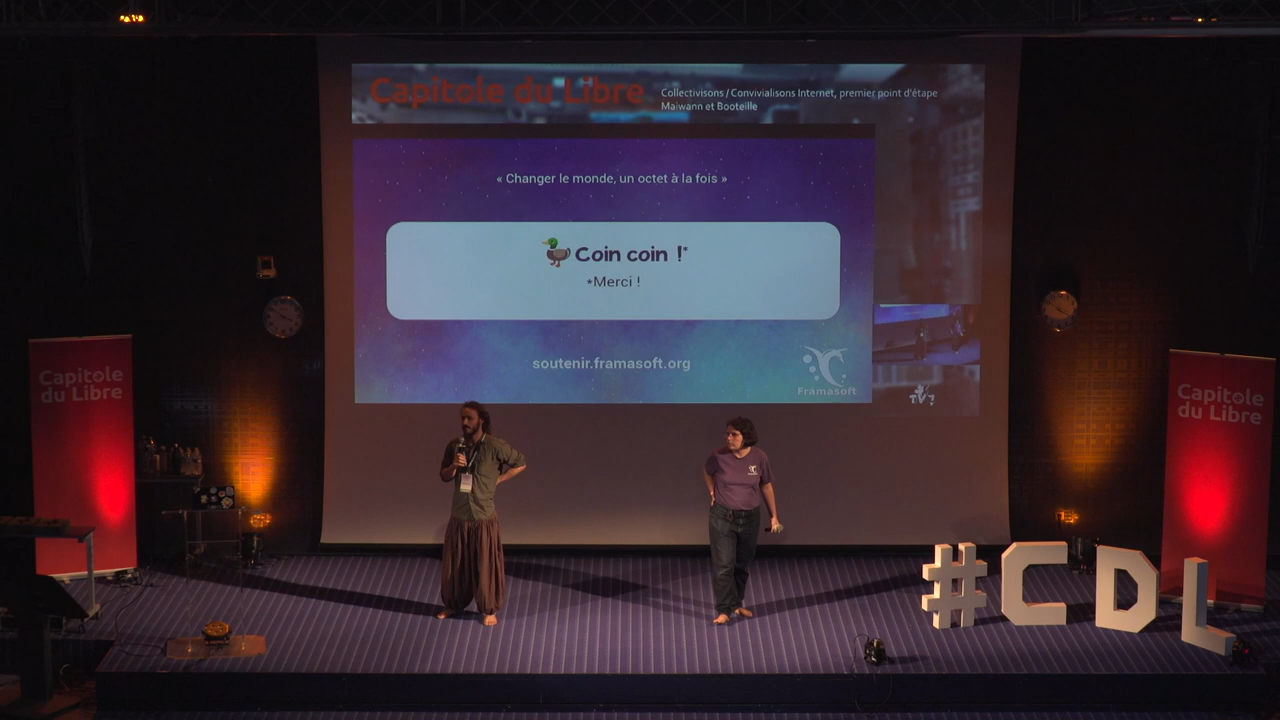 Capitole du Libre
Collectivisons / Convivialisons Internet, premier point d'étape
Maiwann et Booteille
« Changer le monde, un octet à la fois »
Coin coin !*
*Merci !
soutenir.framasoft.org
Framasoft
Capitole
du Libre
Capitole
du Libre
#CDL